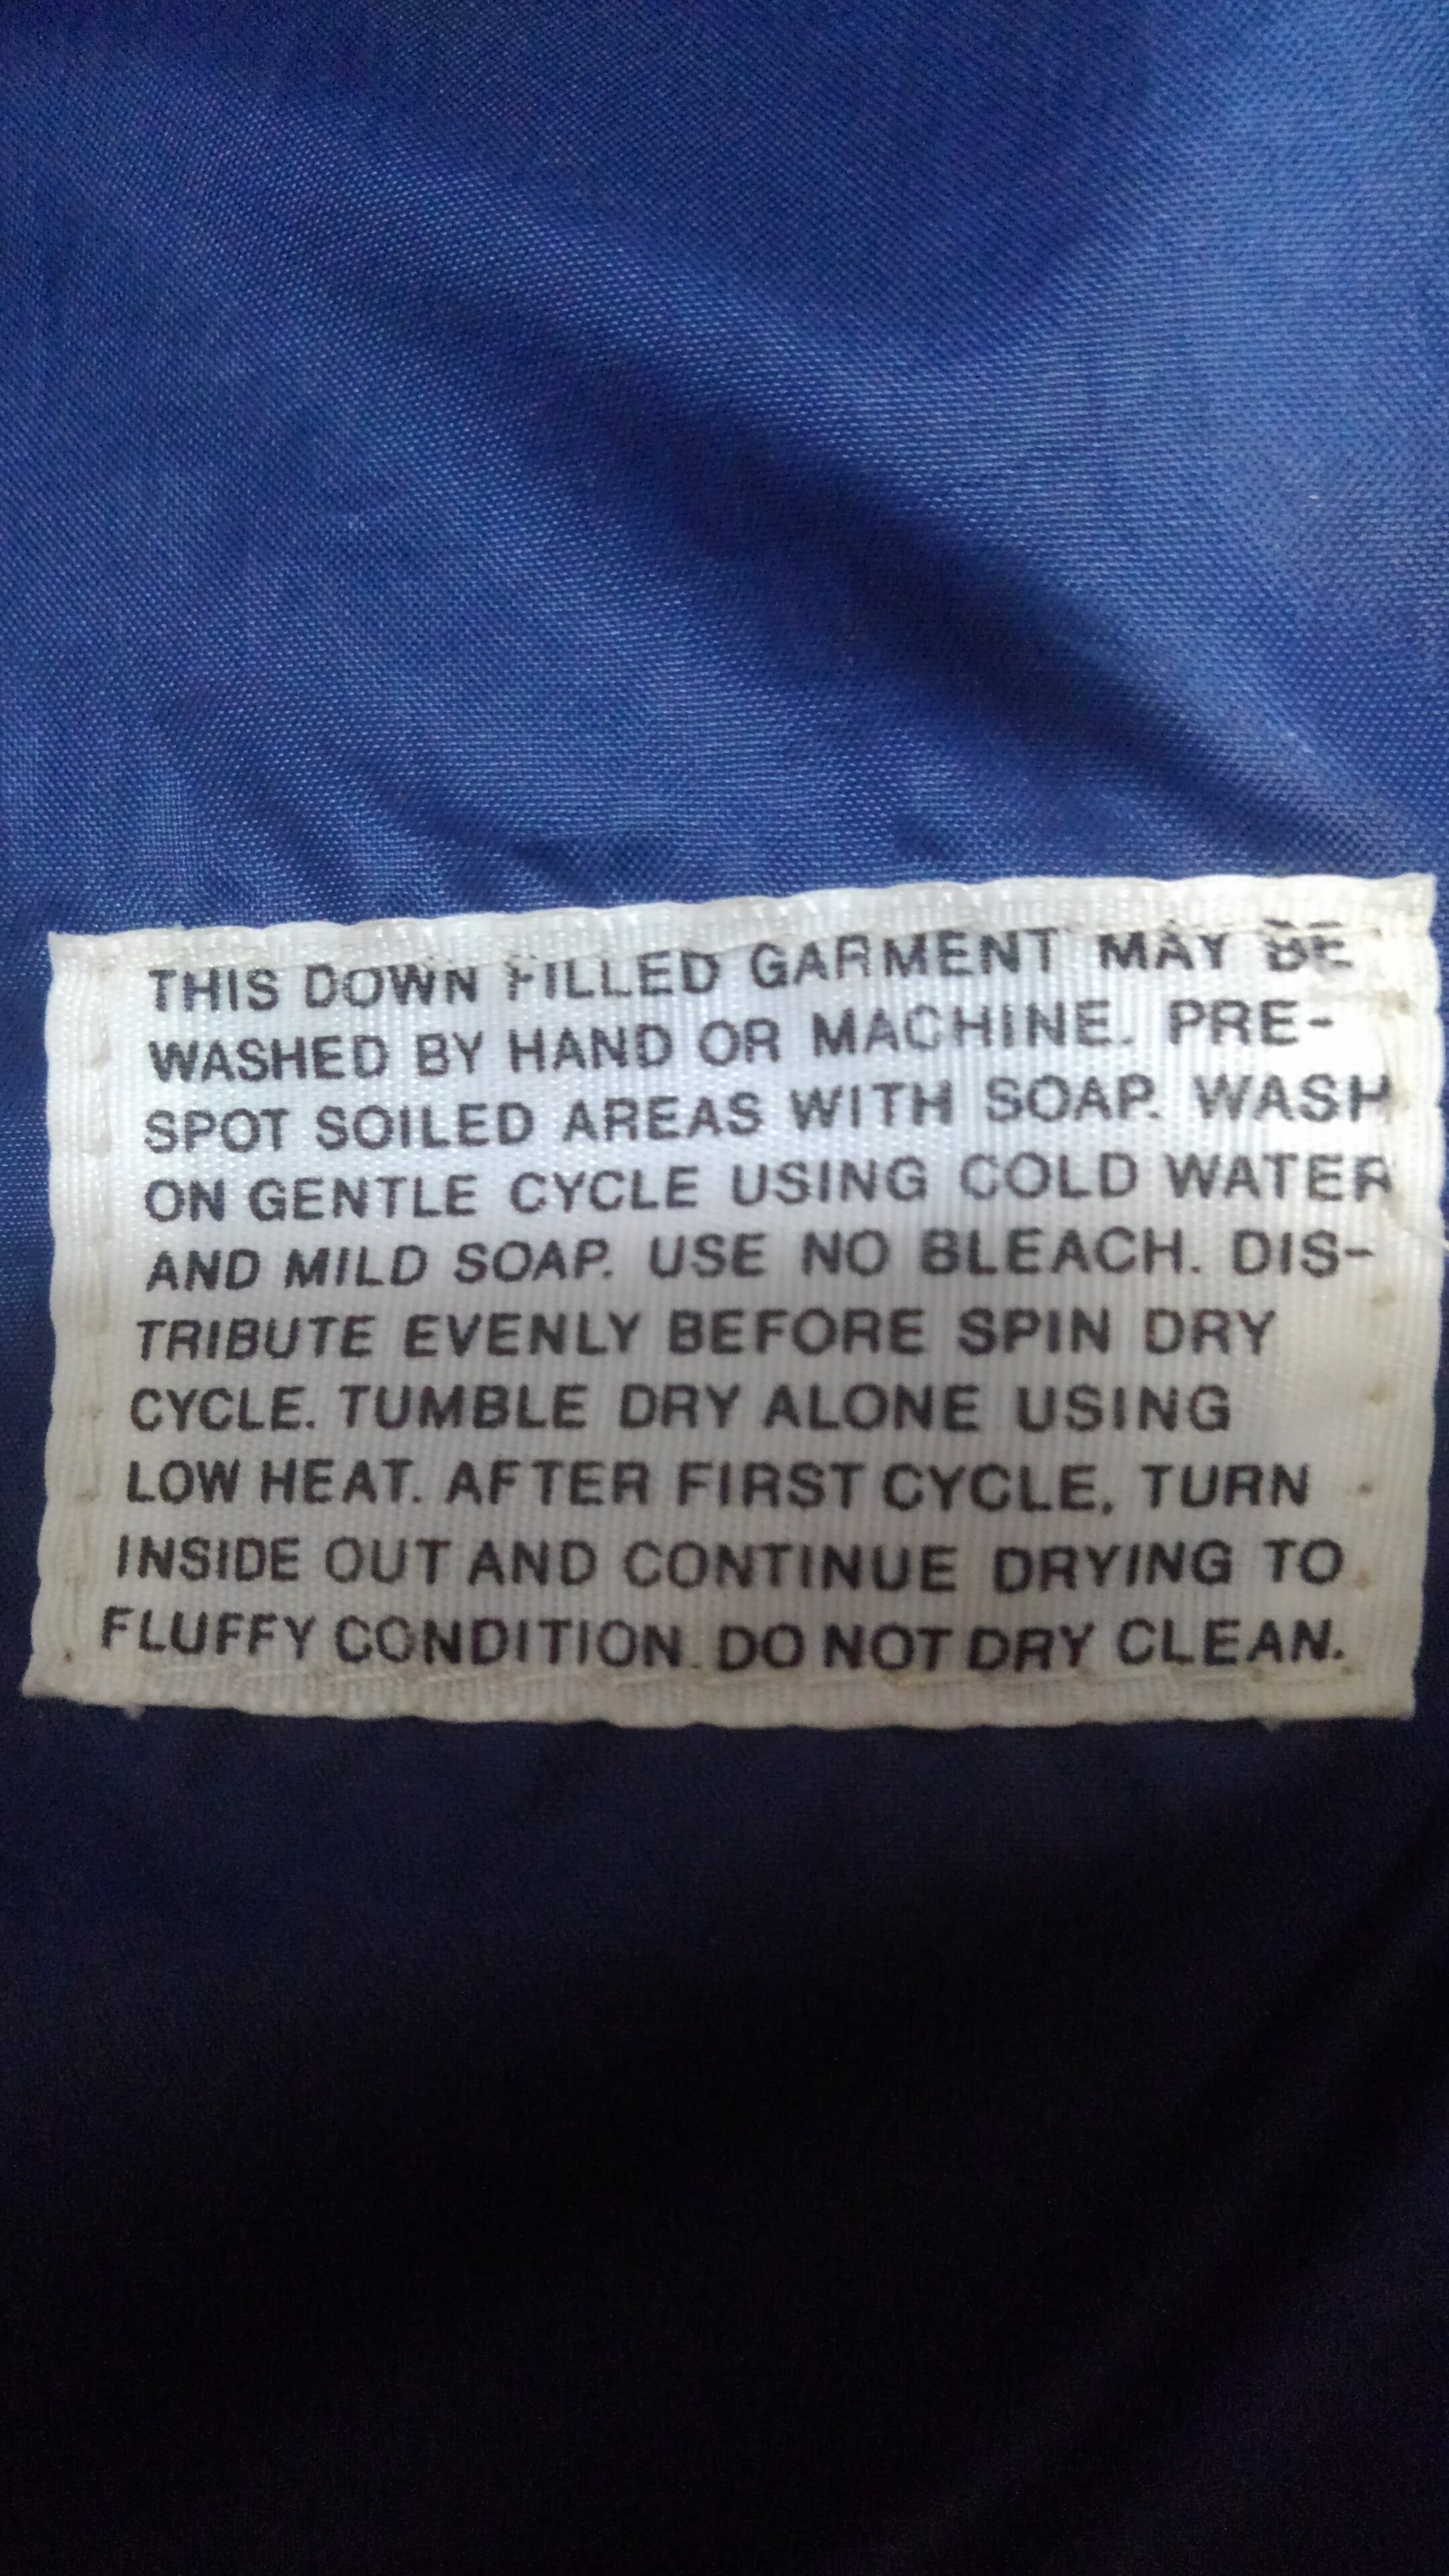 THIS DOWN FILLED GARMENT MAY BE
WASHED BY HAND OR MACHINE. PRE-
SPOT SOILED AREAS WITH SOAP. WASH
ON GENTLE CYCLE USING COLD WATER
AND MILD SOAP. USE NO BLEACH. DIS-
TRIBUTE EVENLY BEFORE SPIN DRY
CYCLE. TUMBLE DRY ALONE USING
LOW HEAT. AFTER FIRST CYCLE, TURN
INSIDE OUT AND CONTINUE DRYING TO
FLUFFY CONDITION. DO NOT DRY CLEAN.